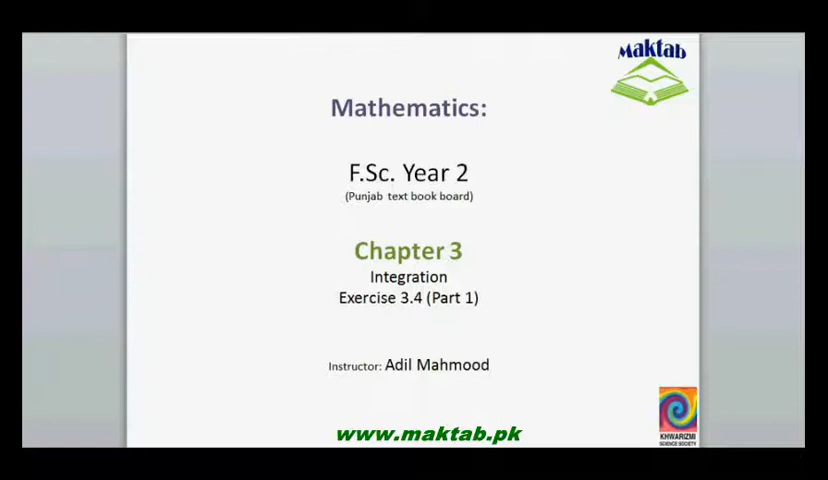 Maktab
Mathematics:
F.Sc. Year 2
(Punjab text book board)
Chapter 3
Integration
Exercise 3.4 (Part 1)
Instructor: Adil Mahmood
www.maktab.pk
KHWARIZMI
SCIENCE SOCIETY